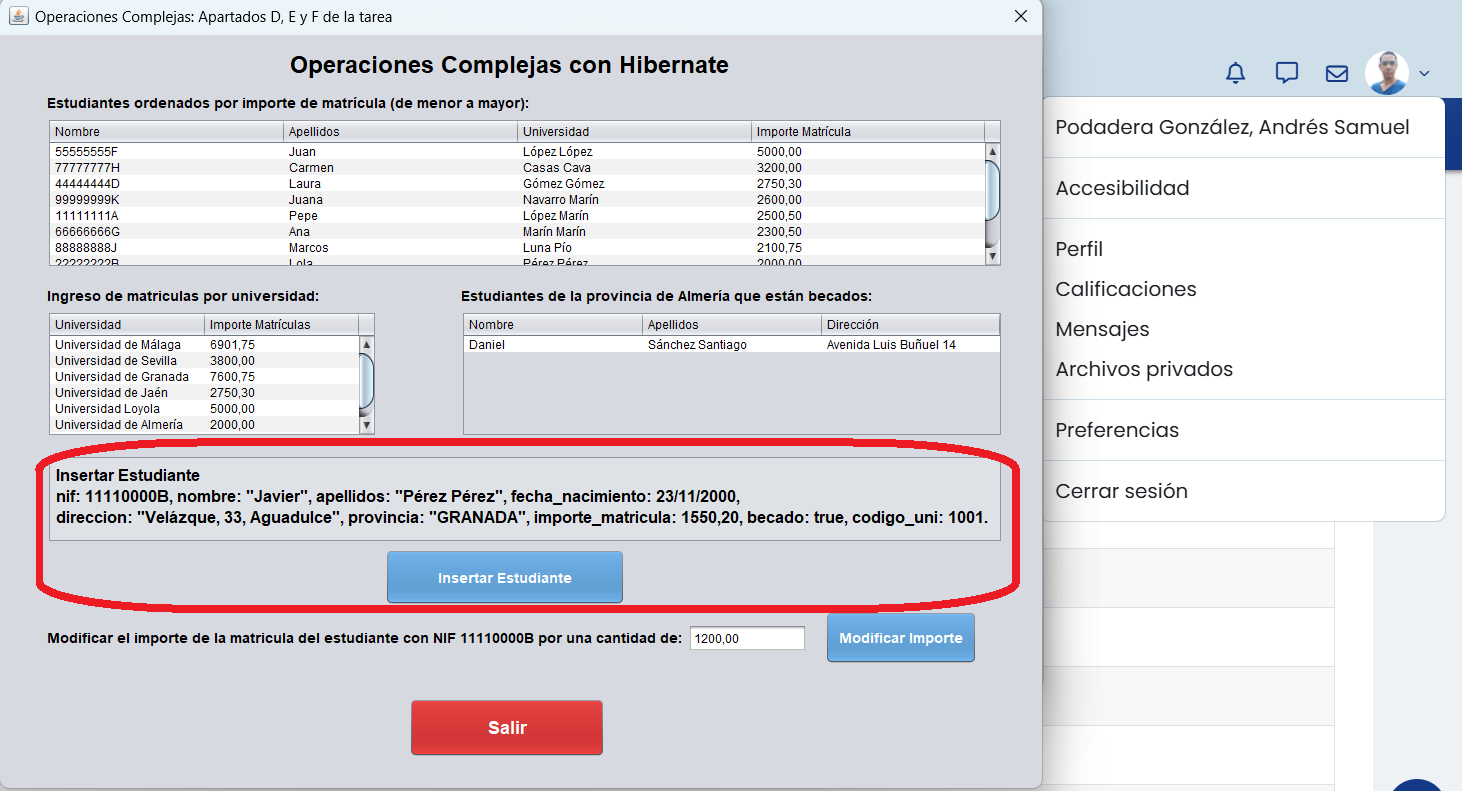 Operaciones Complejas: Apartados D, E y F de la tarea
Operaciones Complejas con Hibernate
Estudiantes ordenados por importe de matrícula (de menor a mayor):
Nombre Apellidos Universidad Importe Matrícula
55555555F Juan López López 5000,00
77777777H Carmen Casas Cava 3200,00
44444444D Laura Gómez Gómez 2750,30
99999999K Juana Navarro Marín 2600,00
11111111A Pepe López Marín 2500,50
66666666G Ana Marín Marín 2300,50
88888888J Marcos Luna Pío 2100,75
22222222B Lola Pérez Pérez 2000,00
Ingreso de matriculas por universidad:
Universidad Importe Matrículas
Universidad de Málaga 6901,75
Universidad de Sevilla 3800,00
Universidad de Granada 7600,75
Universidad de Jaén 2750,30
Universidad Loyola 5000,00
Universidad de Almería 2000,00
Estudiantes de la provincia de Almería que están becados:
Nombre Apellidos Dirección
Daniel Sánchez Santiago Avenida Luis Buñuel 14
Insertar Estudiante
nif: 11110000B, nombre: "Javier", apellidos: "Pérez Pérez", fecha_nacimiento: 23/11/2000,
direccion: "Velázque, 33, Aguadulce", provincia: "GRANADA", importe_matricula: 1550,20, becado: true, codigo_uni: 1001.
Insertar Estudiante
Modificar el importe de la matricula del estudiante con NIF 11110000B por una cantidad de: 1200,00 Modificar Importe
Salir
Podadera González, Andrés Samuel
Accesibilidad
Perfil
Calificaciones
Mensajes
Archivos privados
Preferencias
Cerrar sesión